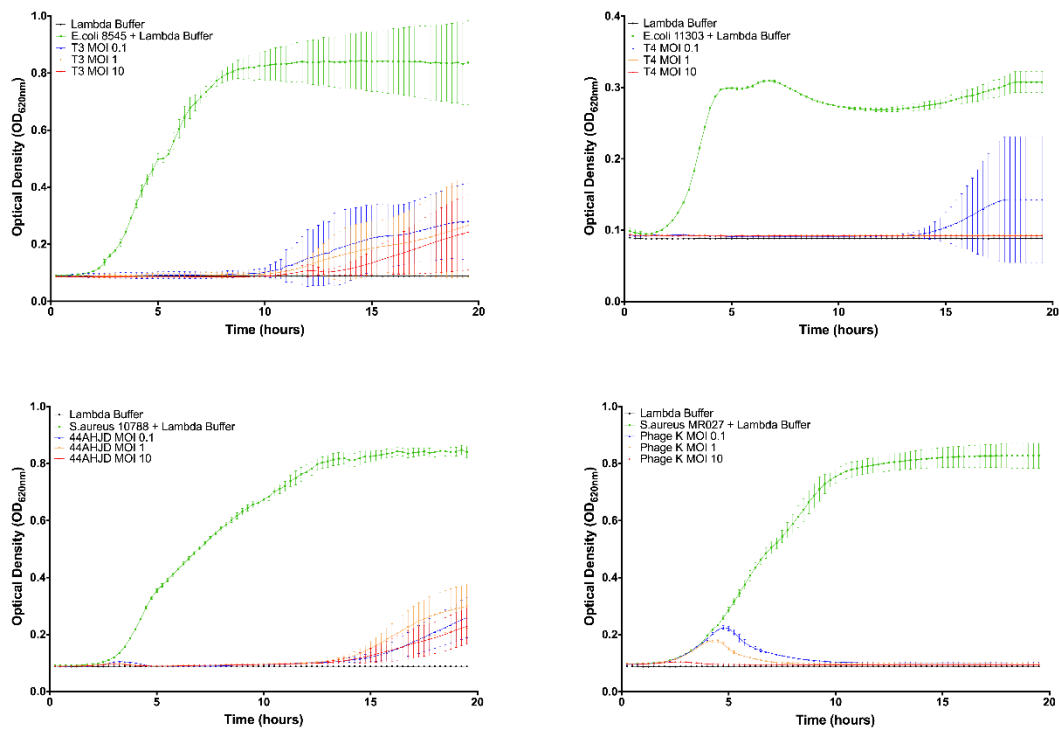 Lambda Buffer
E.coli 8545 + Lambda Buffer
T3 MOI 0.1
T3 MOI 1
T3 MOI 10
Optical Density (OD620nm)
1.0
0.8
0.6
0.4
0.2
0.0
0 5 10 15 20
Time (hours)
Lambda Buffer
E.coli 11303 + Lambda Buffer
T4 MOI 0.1
T4 MOI 1
T4 MOI 10
Optical Density (OD620nm)
0.4
0.3
0.2
0.1
0.0
0 5 10 15 20
Time (hours)
Lambda Buffer
S.aureus 10788 + Lambda Buffer
44AHJD MOI 0.1
44AHJD MOI 1
44AHJD MOI 10
Optical Density (OD620nm)
1.0
0.8
0.6
0.4
0.2
0.0
0 5 10 15 20
Time (hours)
Lambda Buffer
S.aureus MR027 + Lambda Buffer
Phage K MOI 0.1
Phage K MOI 1
Phage K MOI 10
Optical Density (OD620nm)
1.0
0.8
0.6
0.4
0.2
0.0
0 5 10 15 20
Time (hours)